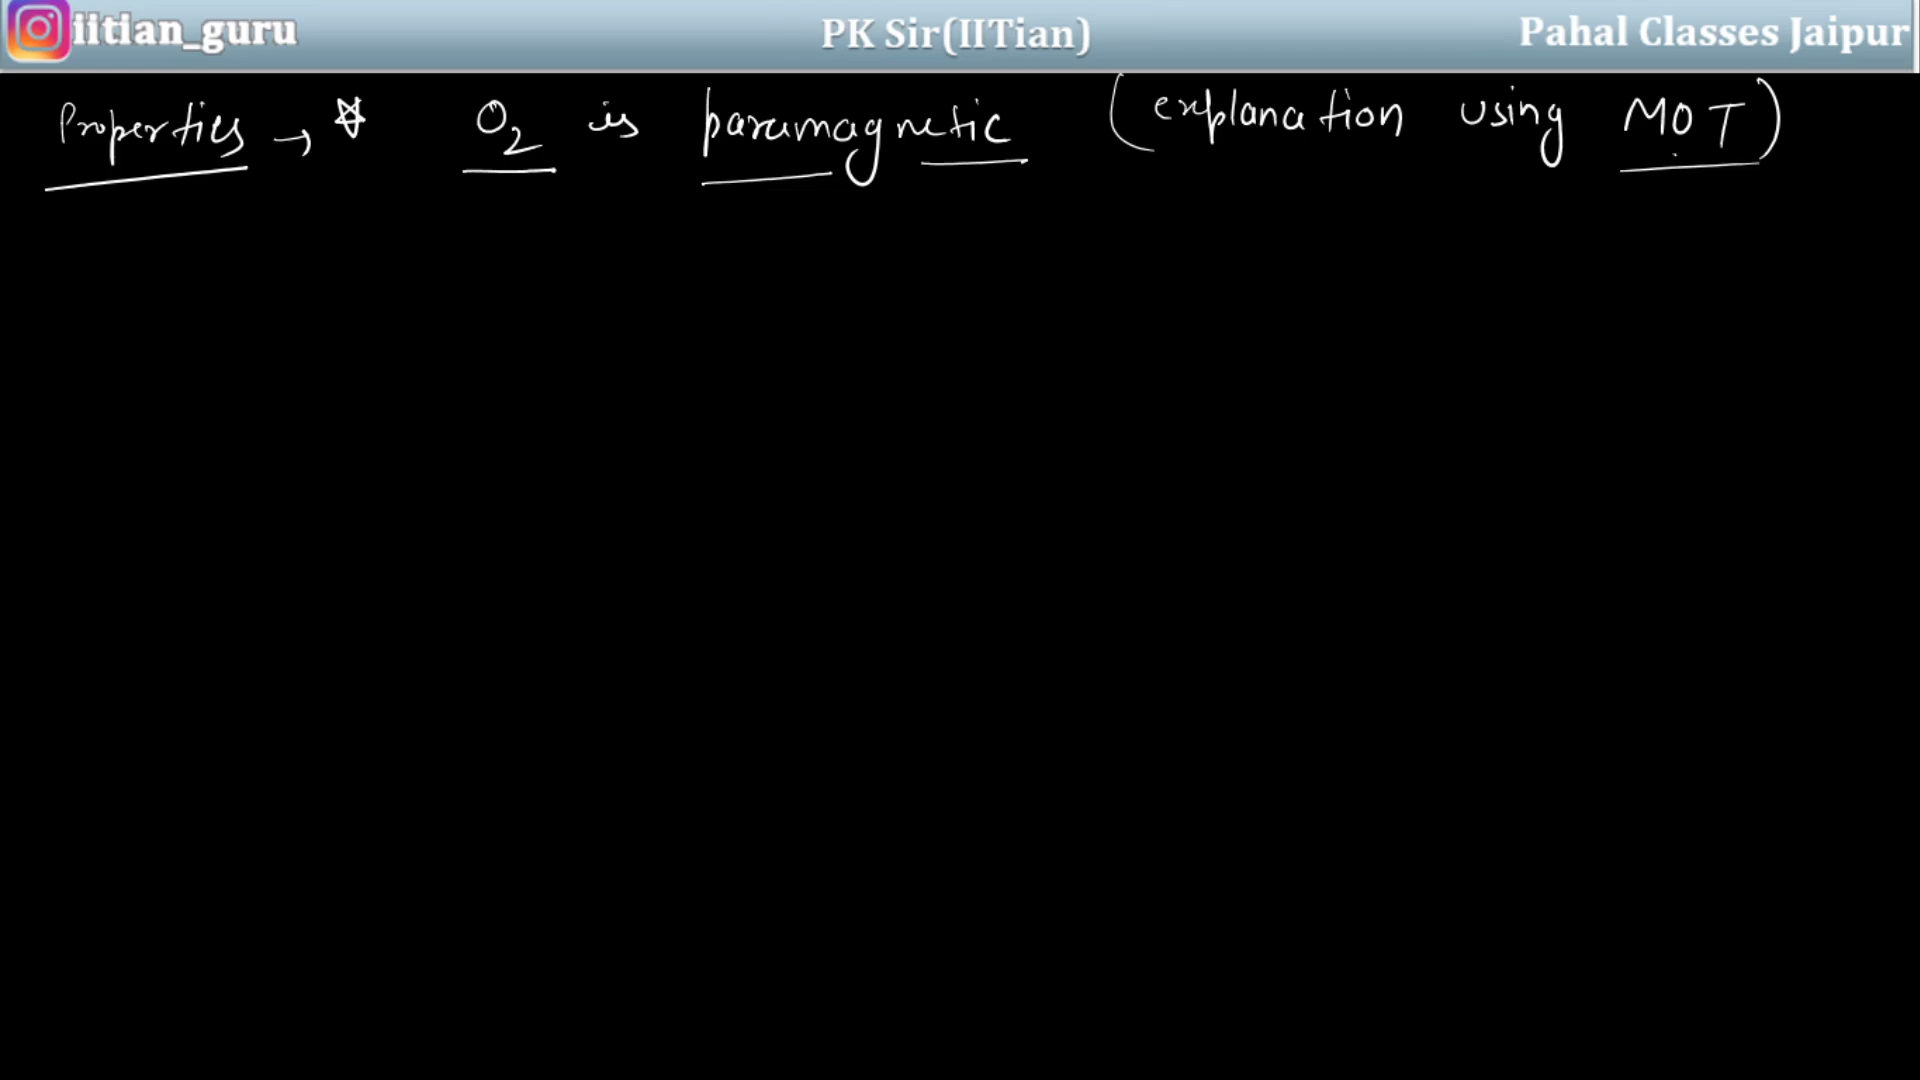 iitian_guru PK Sir(IITian) Pahal Classes Jaipur
Properties → * O2 is paramagnetic (explanation using MOT)